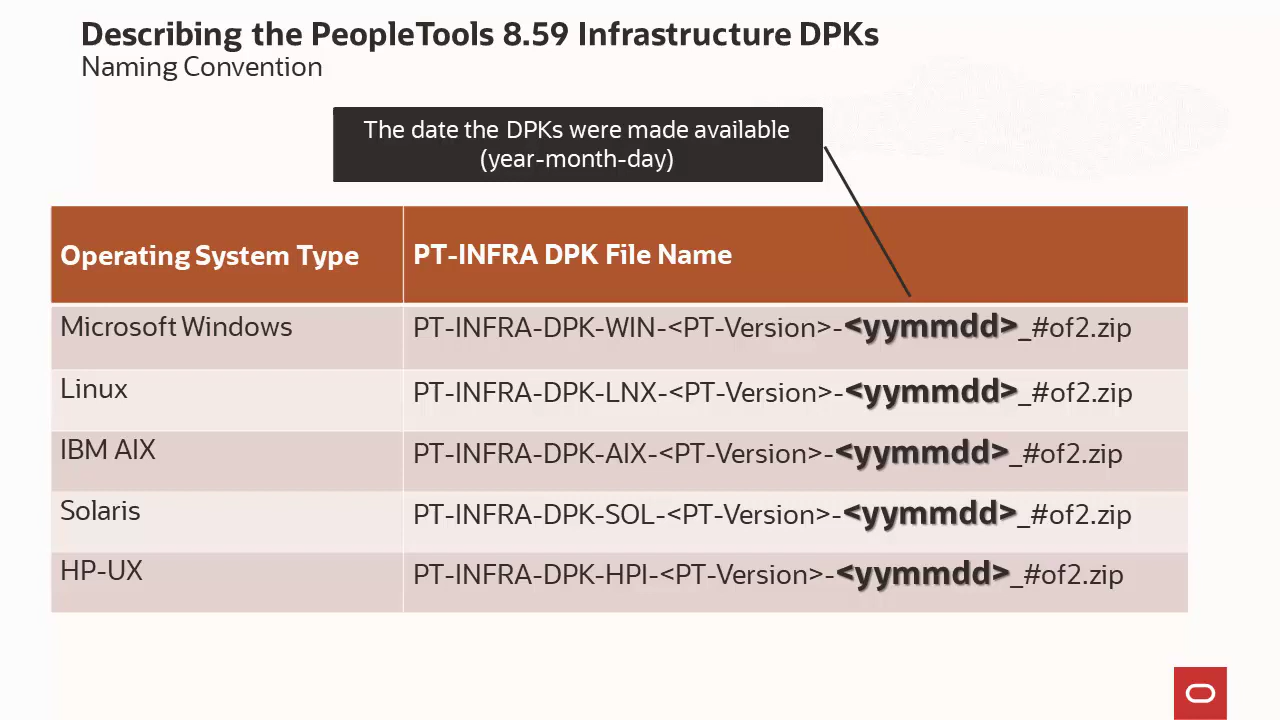 Describing the PeopleTools 8.59 Infrastructure DPKs
Naming Convention
The date the DPKs were made available
(year-month-day)
Operating System Type PT-INFRA DPK File Name
Microsoft Windows PT-INFRA-DPK-WIN-<PT-Version>-<yymmdd>_#of2.zip
Linux PT-INFRA-DPK-LNX-<PT-Version>-<yymmdd>_#of2.zip
IBM AIX PT-INFRA-DPK-AIX-<PT-Version>-<yymmdd>_#of2.zip
Solaris PT-INFRA-DPK-SOL-<PT-Version>-<yymmdd>_#of2.zip
HP-UX PT-INFRA-DPK-HPI-<PT-Version>-<yymmdd>_#of2.zip